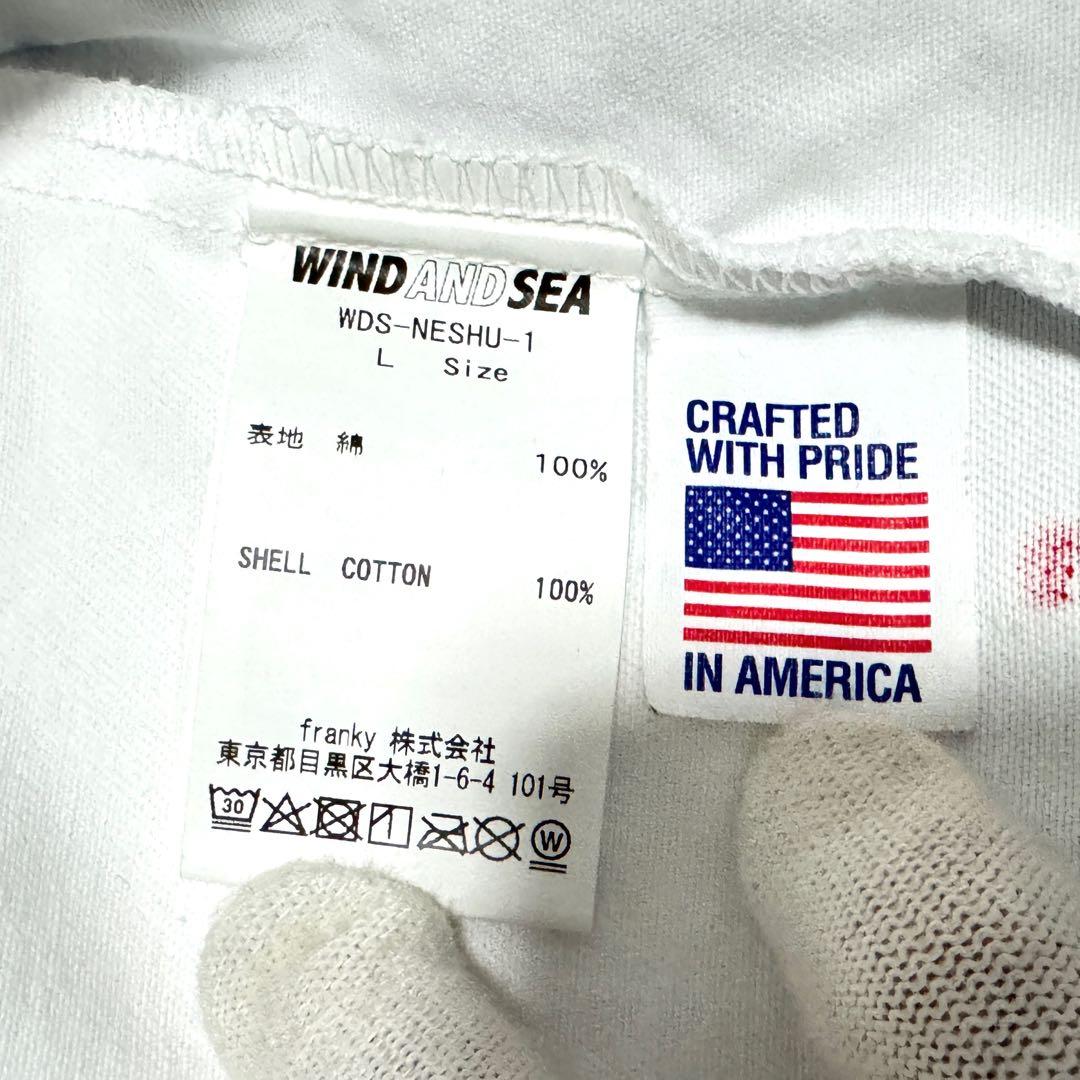 WIND AND SEA
WDS-NESHU-1
L Size
表地 綿 100%
SHELL COTTON 100%
franky 株式会社
東京都目黒区大橋1-6-4 101号
30
W
CRAFTED
WITH PRIDE
IN AMERICA